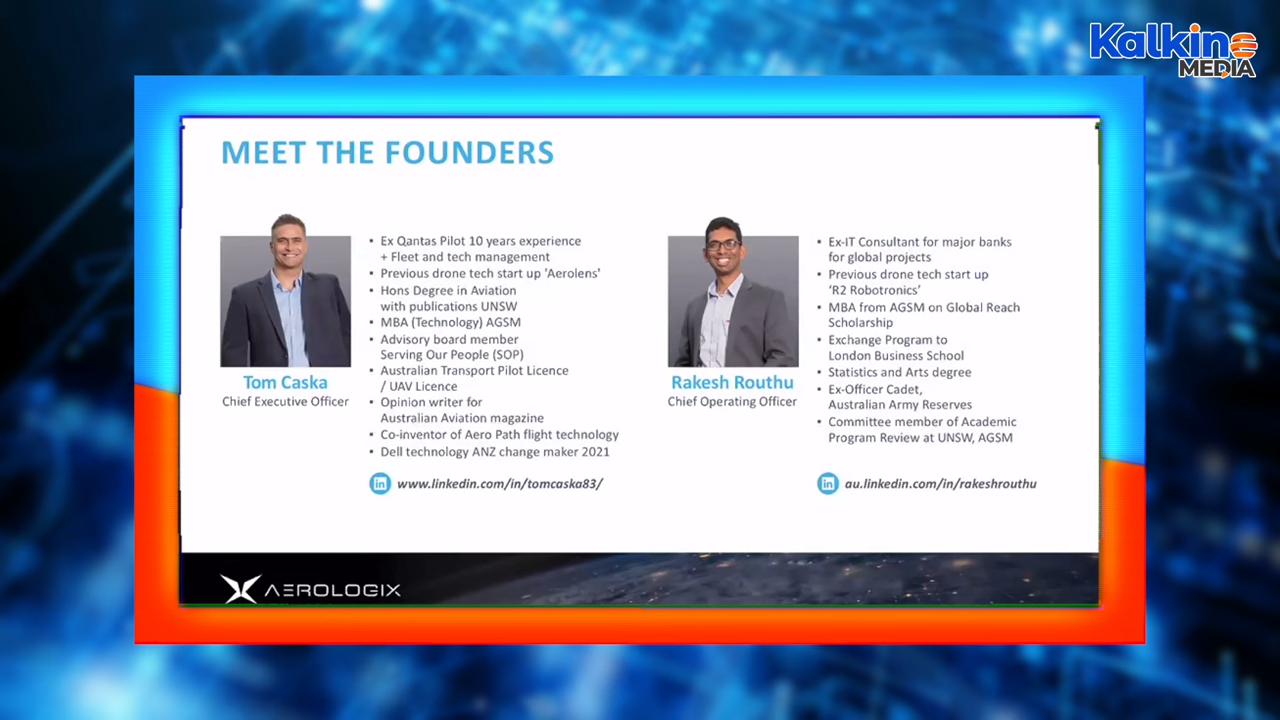 Kalkine
MEDIA
MEET THE FOUNDERS
• Ex Qantas Pilot 10 years experience
+ Fleet and tech management
• Previous drone tech start up 'Aerolens'
• Hons Degree in Aviation
with publications UNSW
• MBA (Technology) AGSM
• Advisory board member
Serving Our People (SOP)
• Australian Transport Pilot Licence
/ UAV Licence
• Opinion writer for
Australian Aviation magazine
• Co-inventor of Aero Path flight technology
• Dell technology ANZ change maker 2021
Tom Caska
Chief Executive Officer
in www.linkedin.com/in/tomcaska83/
• Ex-IT Consultant for major banks
for global projects
• Previous drone tech start up
‘R2 Robotronics’
• MBA from AGSM on Global Reach
Scholarship
• Exchange Program to
London Business School
• Statistics and Arts degree
• Ex-Officer Cadet,
Australian Army Reserves
• Committee member of Academic
Program Review at UNSW, AGSM
Rakesh Routhu
Chief Operating Officer
in au.linkedin.com/in/rakeshrouthu
AEROLOGIX